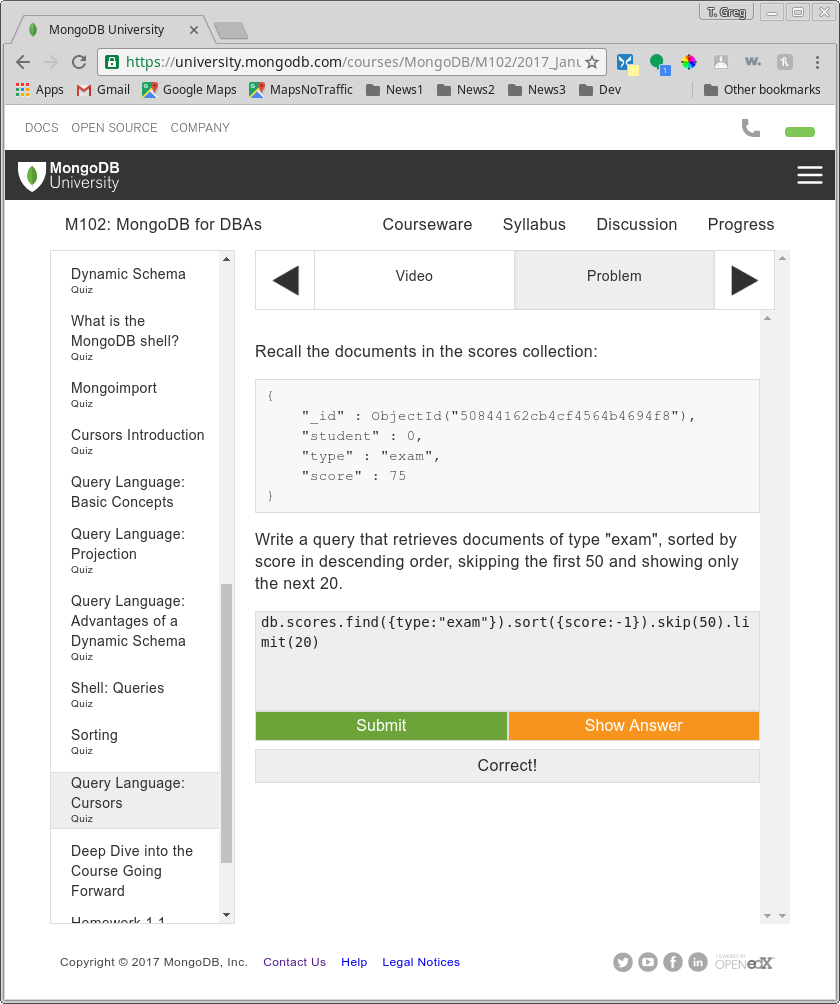 T. Greg
MongoDB University
https://university.mongodb.com/courses/MongoDB/M102/2017_Janu
1
w.
Apps Gmail Google Maps MapsNoTraffic News1 News2 News3 Dev Other bookmarks
DOCS OPEN SOURCE COMPANY
MongoDB
University
M102: MongoDB for DBAs Courseware Syllabus Discussion Progress
Dynamic Schema
Quiz
What is the
MongoDB shell?
Quiz
Mongoimport
Quiz
Cursors Introduction
Quiz
Query Language:
Basic Concepts
Query Language:
Projection
Quiz
Query Language:
Advantages of a
Dynamic Schema
Quiz
Shell: Queries
Quiz
Sorting
Quiz
Query Language:
Cursors
Quiz
Deep Dive into the
Course Going
Forward
Homework 1.1
Video Problem
Recall the documents in the scores collection:
{
"_id" : ObjectId("50844162cb4cf4564b4694f8"),
"student" : 0,
"type" : "exam",
"score" : 75
}
Write a query that retrieves documents of type "exam", sorted by
score in descending order, skipping the first 50 and showing only
the next 20.
db.scores.find({type:"exam"}).sort({score:-1}).skip(50).li
mit(20)
Submit Show Answer
Correct!
Copyright © 2017 MongoDB, Inc. Contact Us Help Legal Notices
POWERED BY
OPEN edX